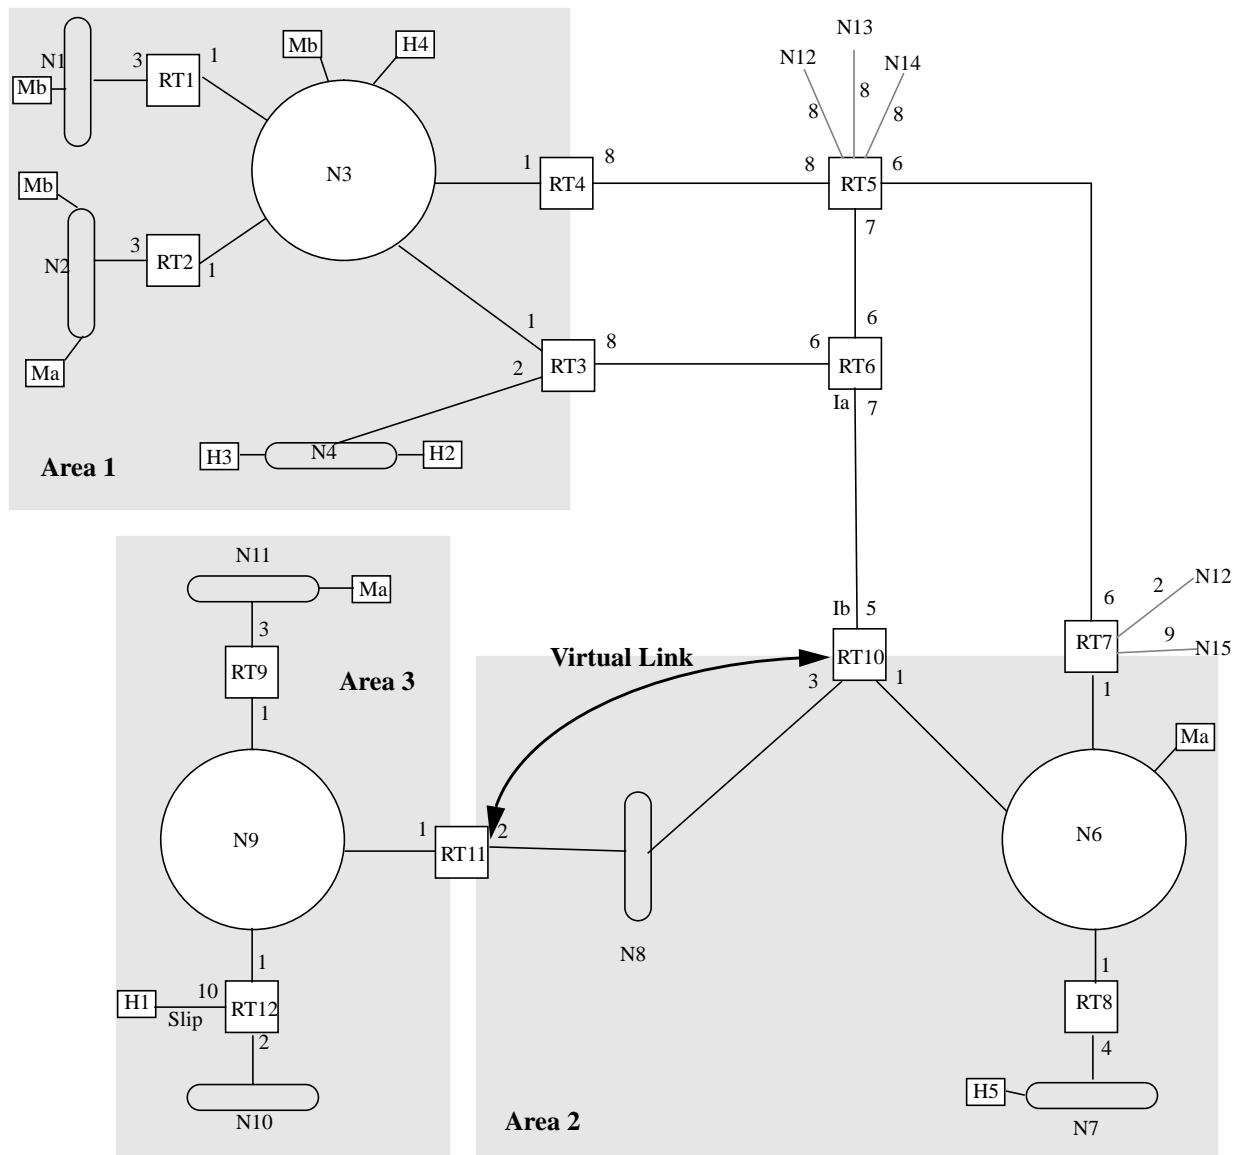 N13
N12
N14
8
8
8
Mb
H4
N1
3
1
RT1
Mb
N3
1
8
RT4
8
6
RT5
7
Mb
3
N2
RT2
1
Ma
1
8
2
RT3
6
6
RT6
Ia
7
H3
N4
H2
Area 1
N11
Ma
3
RT9
1
Area 3
Virtual Link
Ib
5
RT10
3
1
6
2
N12
RT7
9
N15
1
Ma
N9
1
2
RT11
N6
N8
1
H1
10
Slip
RT12
2
N10
1
RT8
4
H5
N7
Area 2